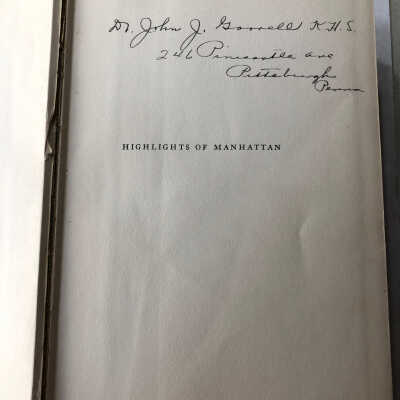 Dr. John J. Gorrell K.H.S.
246 Pinecastle Ave
Pittsburgh
Penna
HIGHLIGHTS OF MANHATTAN